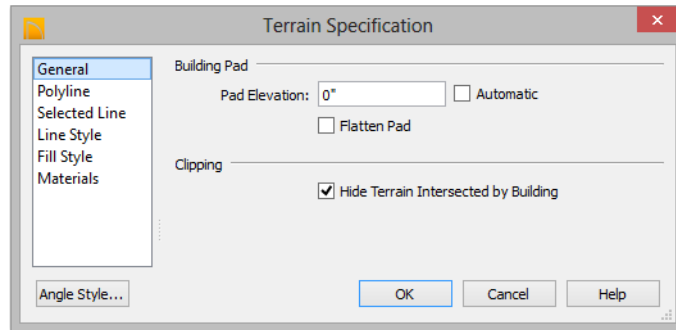 Terrain Specification
General
Polyline
Selected Line
Line Style
Fill Style
Materials
Building Pad
Pad Elevation: 0" Automatic
Flatten Pad
Clipping
Hide Terrain Intersected by Building
Angle Style... OK Cancel Help